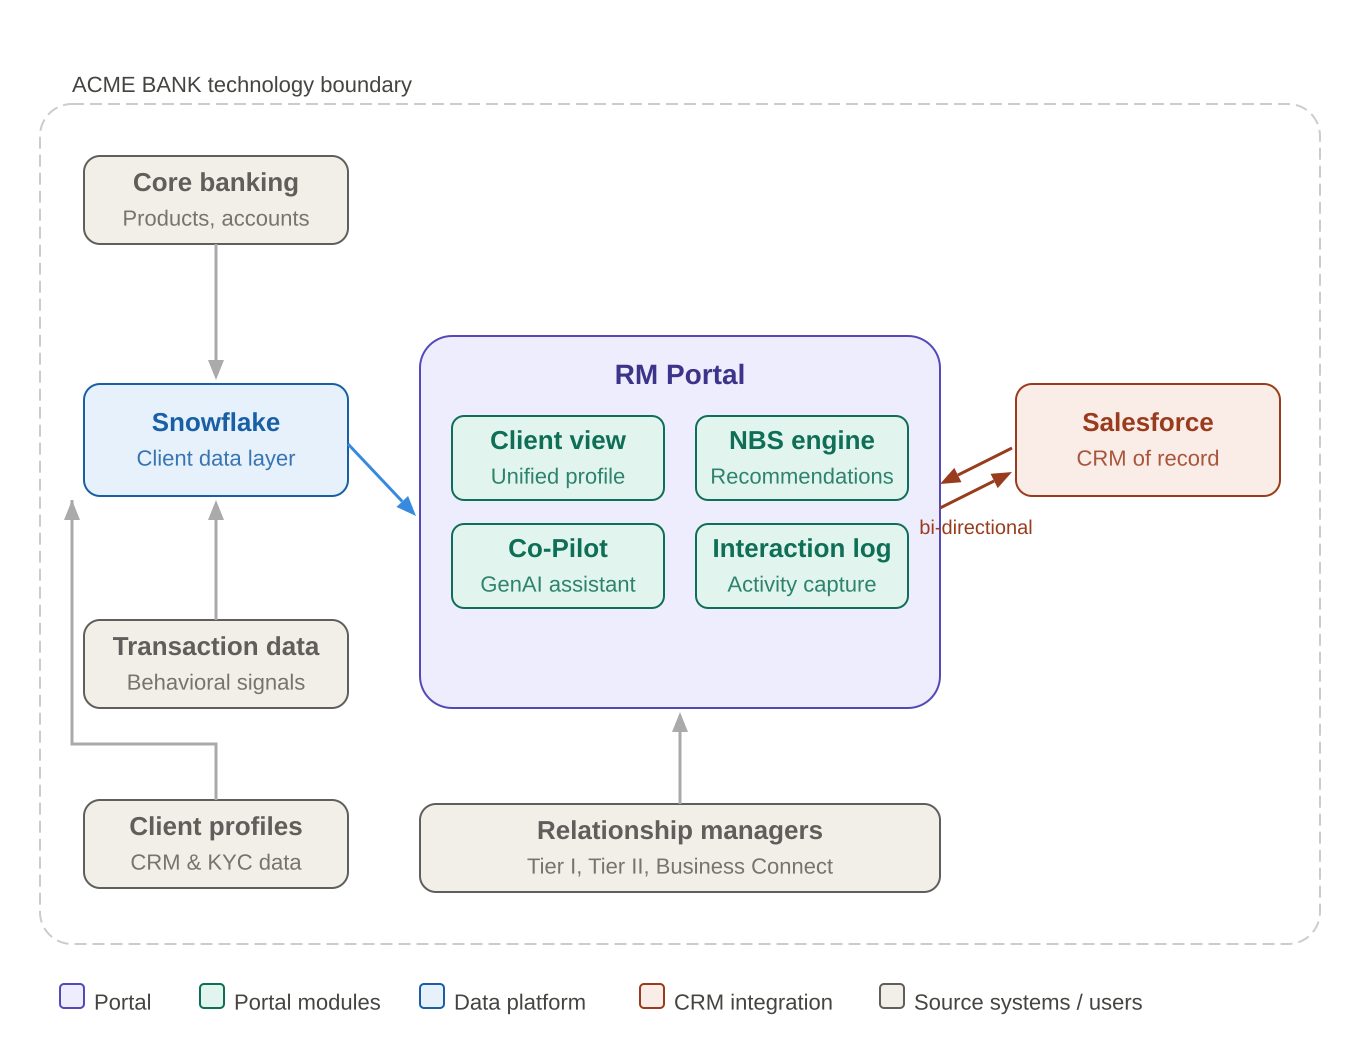 ACME BANK technology boundary
Core banking
Products, accounts
Snowflake
Client data layer
Transaction data
Behavioral signals
Client profiles
CRM & KYC data
RM Portal
Client view
Unified profile
NBS engine
Recommendations
Co-Pilot
GenAI assistant
Interaction log
Activity capture
Salesforce
CRM of record
bi-directional
Relationship managers
Tier I, Tier II, Business Connect
Portal
Portal modules
Data platform
CRM integration
Source systems / users